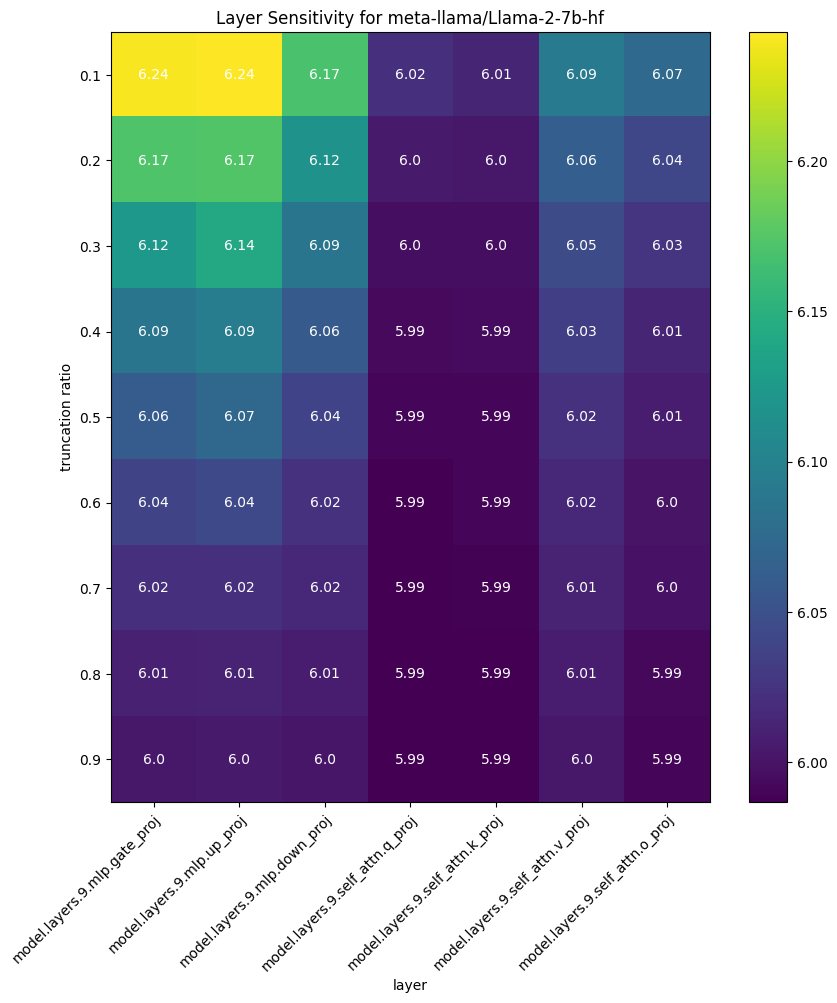 Layer Sensitivity for meta-llama/Llama-2-7b-hf
truncation ratio
0.1 6.24 6.24 6.17 6.02 6.01 6.09 6.07
0.2 6.17 6.17 6.12 6.0 6.0 6.06 6.04
0.3 6.12 6.14 6.09 6.0 6.0 6.05 6.03
0.4 6.09 6.09 6.06 5.99 5.99 6.03 6.01
0.5 6.06 6.07 6.04 5.99 5.99 6.02 6.01
0.6 6.04 6.04 6.02 5.99 5.99 6.02 6.0
0.7 6.02 6.02 6.02 5.99 5.99 6.01 6.0
0.8 6.01 6.01 6.01 5.99 5.99 6.01 5.99
0.9 6.0 6.0 6.0 5.99 5.99 6.0 5.99
model.layers.9.mlp.gate_proj
model.layers.9.mlp.up_proj
model.layers.9.mlp.down_proj
model.layers.9.self_attn.q_proj
model.layers.9.self_attn.k_proj
model.layers.9.self_attn.v_proj
model.layers.9.self_attn.o_proj
layer
6.20
6.15
6.10
6.05
6.00